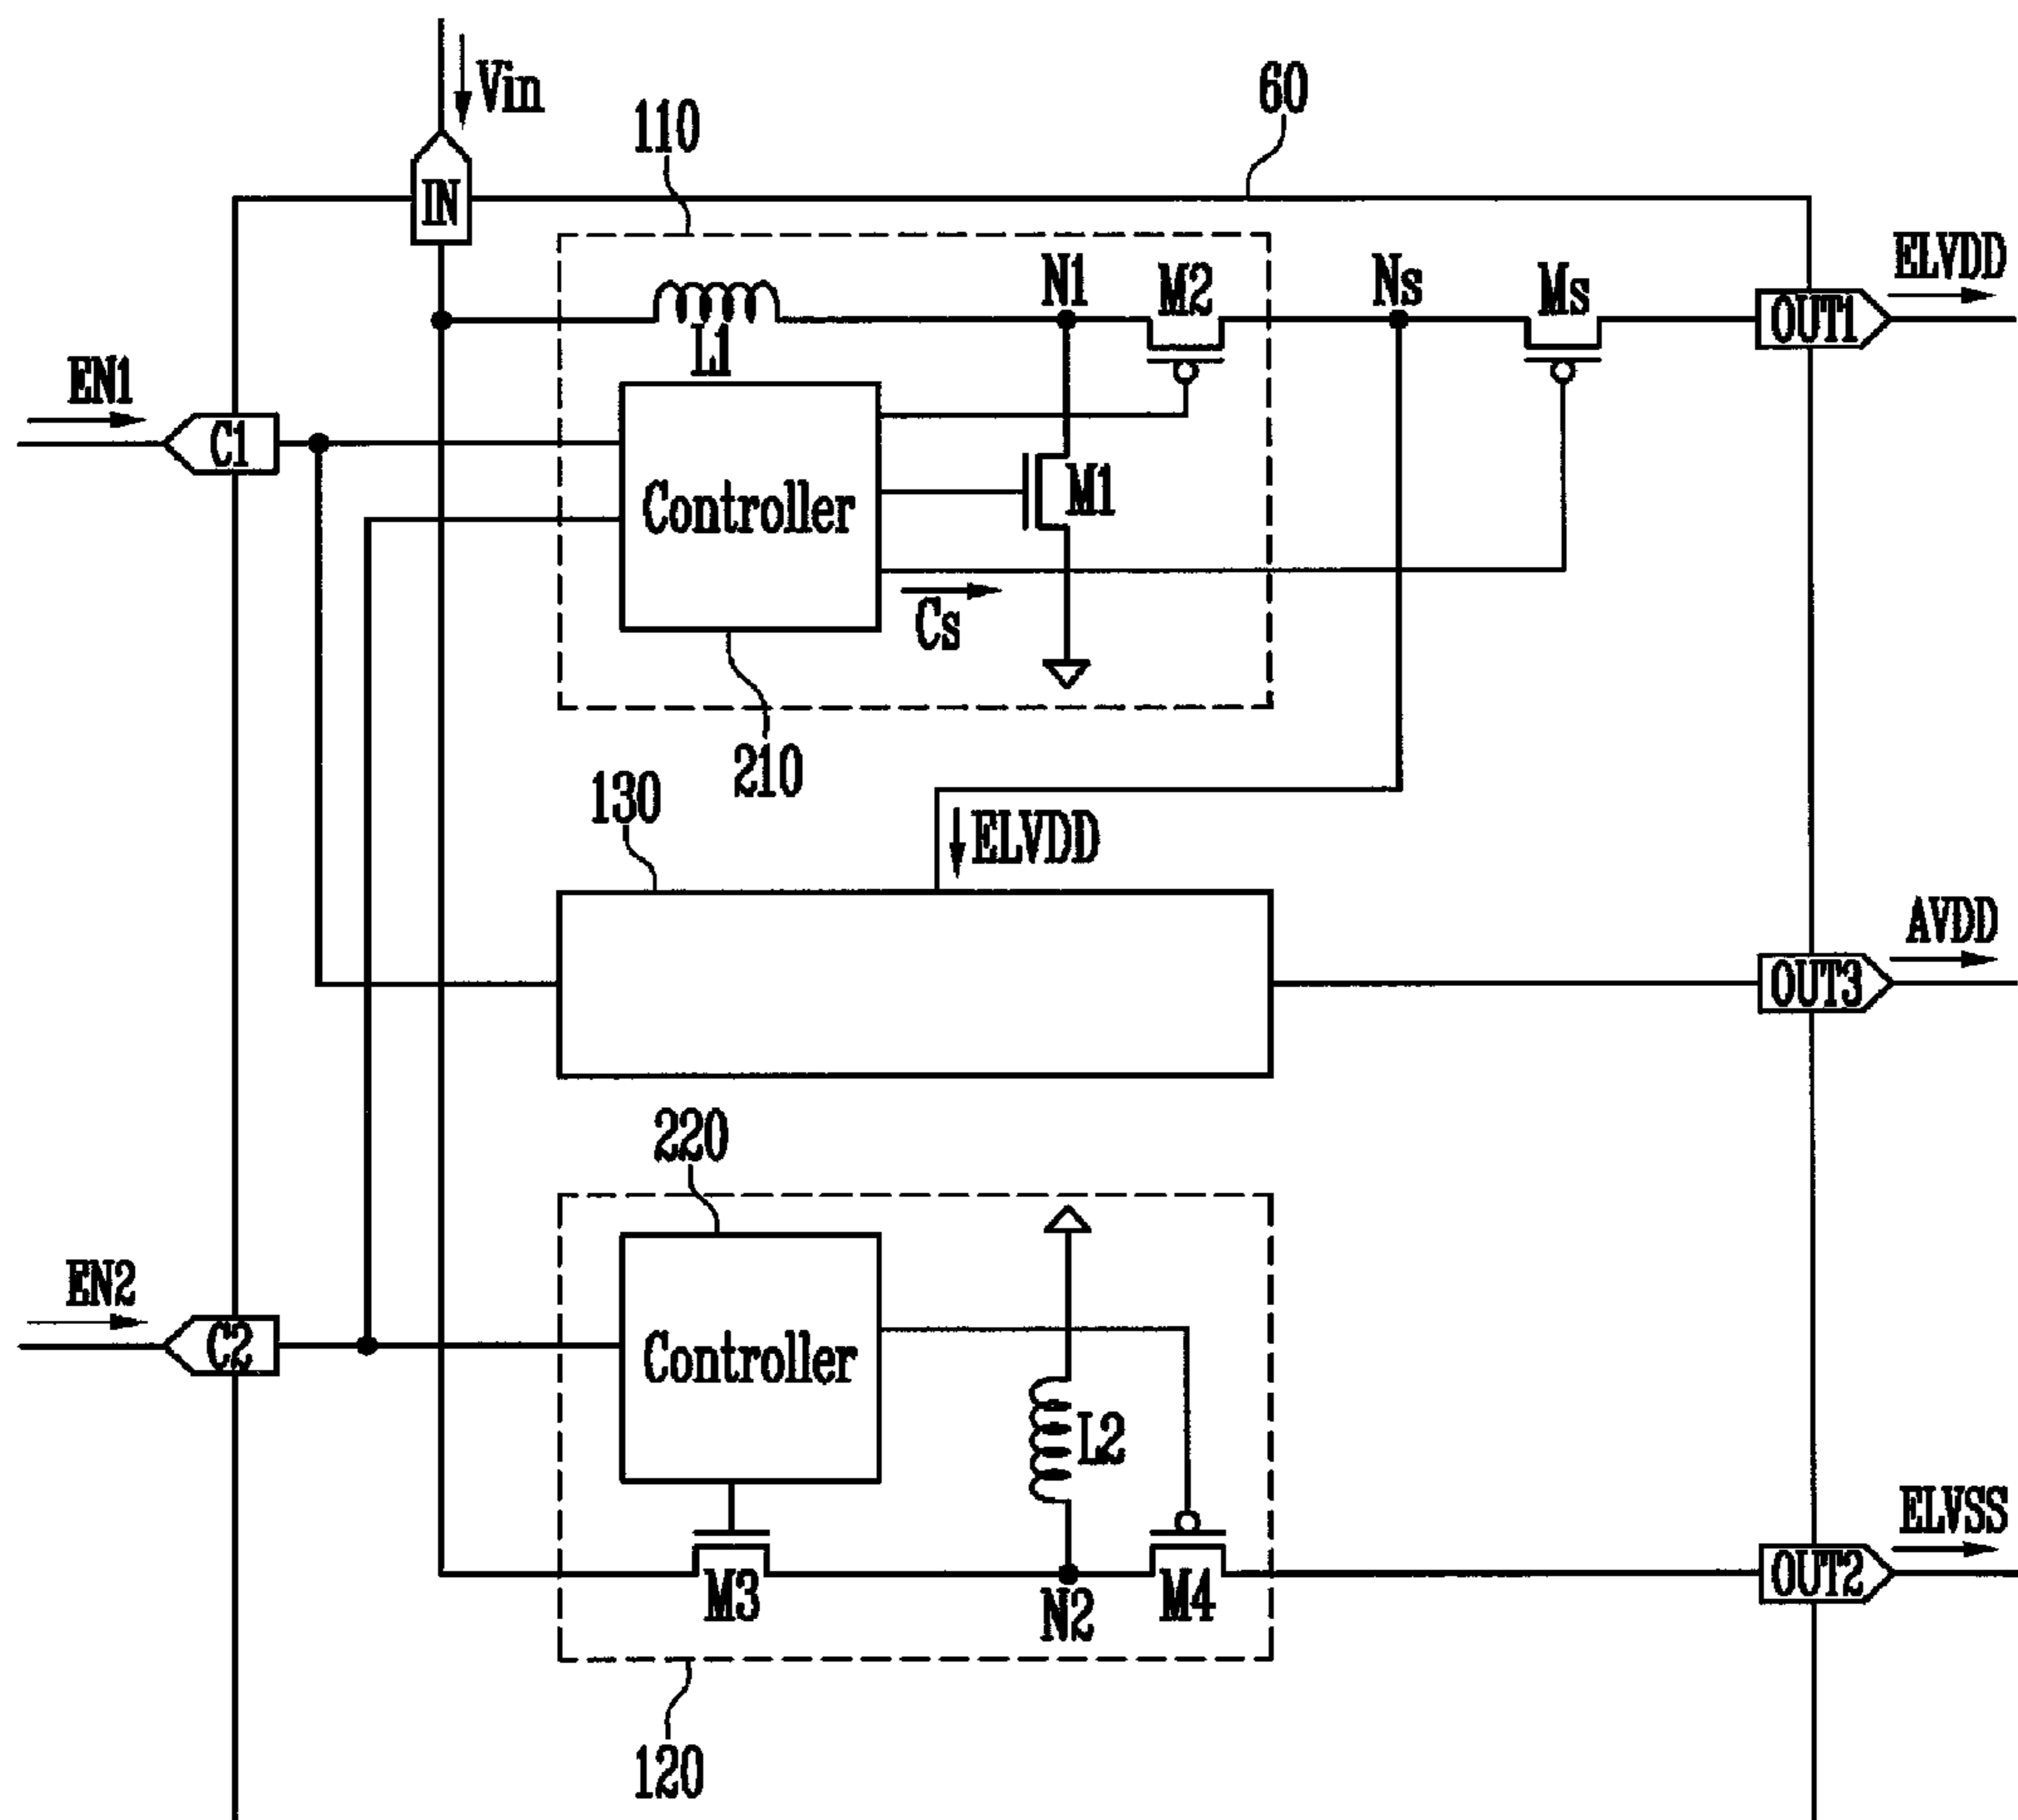 Vin
60
110
IN
ELVDD
N1
M2
Ns
Ms
OUT1
L1
EN1
C1
M1
Controller
Cs
210
130
ELVDD
AVDD
OUT3
220
EN2
C2
Controller
L2
ELVSS
OUT2
M3
M4
N2
120